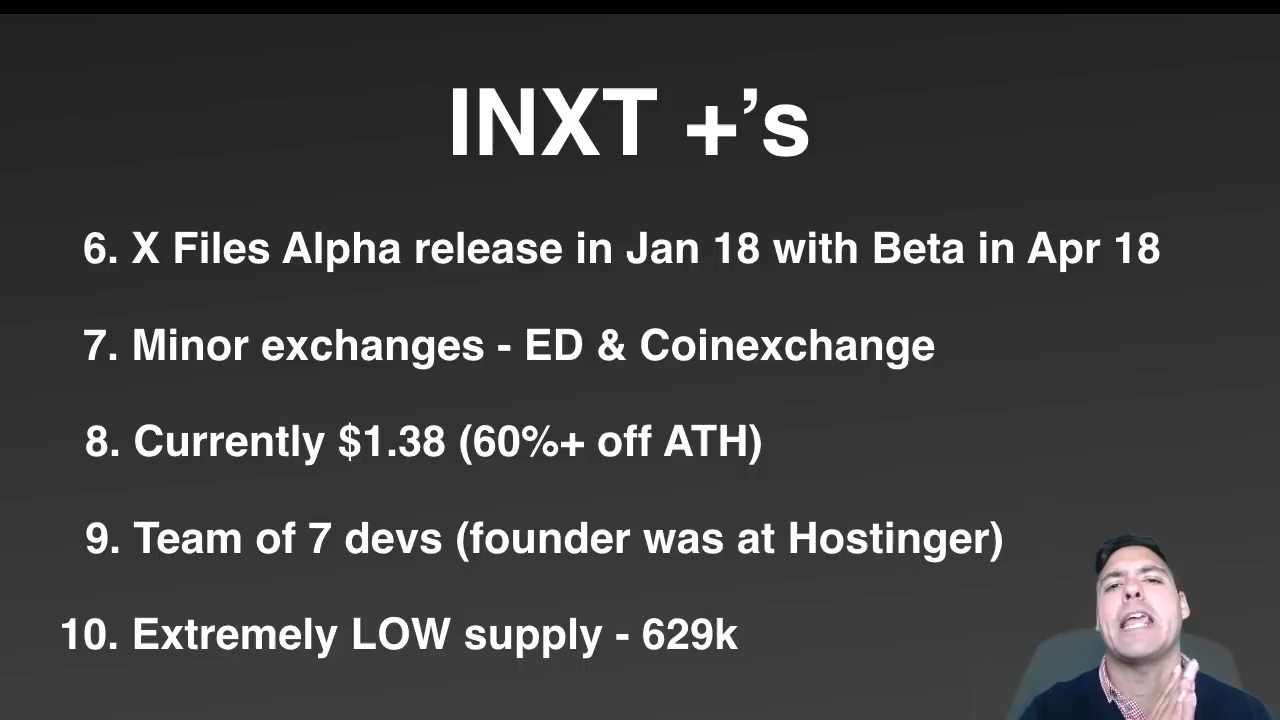 INXT +’s
6. X Files Alpha release in Jan 18 with Beta in Apr 18
7. Minor exchanges - ED & Coinexchange
8. Currently $1.38 (60%+ off ATH)
9. Team of 7 devs (founder was at Hostinger)
10. Extremely LOW supply - 629k